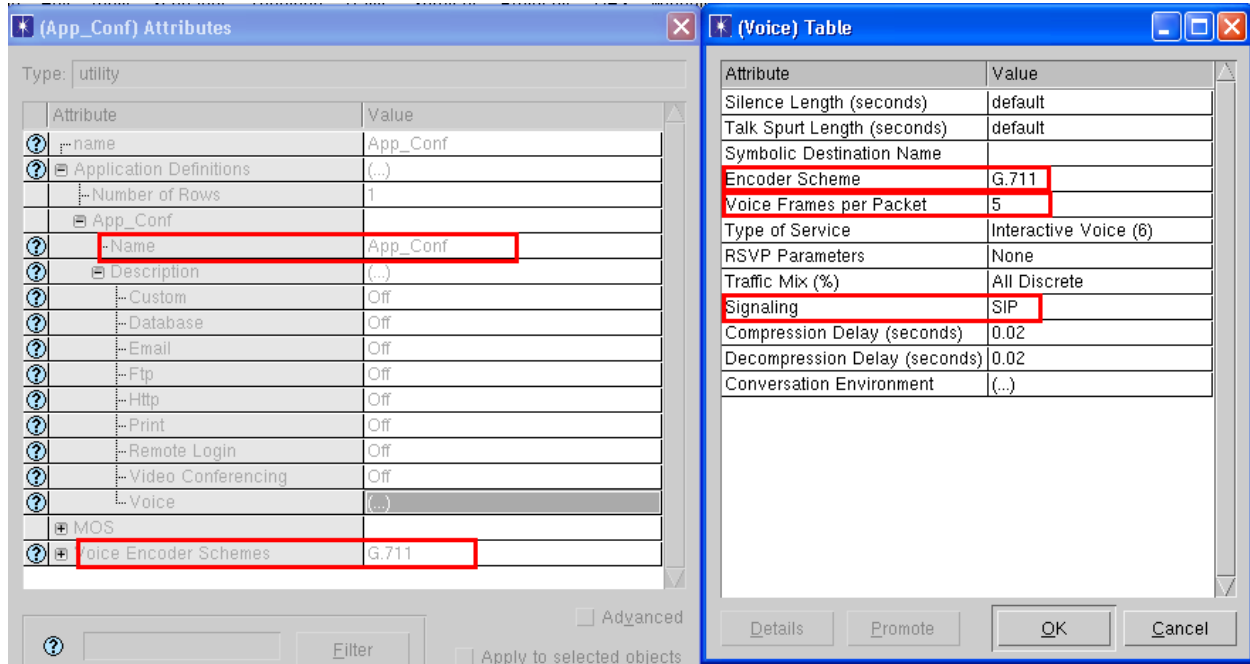 (App_Conf) Attributes
Type: utility
Attribute Value
name App_Conf
Application Definitions (...)
Number of Rows 1
App_Conf
Name App_Conf
Description (...)
Custom Off
Database Off
Email Off
Ftp Off
Http Off
Print Off
Remote Login Off
Video Conferencing Off
Voice (...)
MOS
Voice Encoder Schemes G.711
Advanced
Filter
Apply to selected objects
(Voice) Table
Attribute Value
Silence Length (seconds) default
Talk Spurt Length (seconds) default
Symbolic Destination Name
Encoder Scheme G.711
Voice Frames per Packet 5
Type of Service Interactive Voice (6)
RSVP Parameters None
Traffic Mix (%) All Discrete
Signaling SIP
Compression Delay (seconds) 0.02
Decompression Delay (seconds) 0.02
Conversation Environment (...)
Details Promote OK Cancel